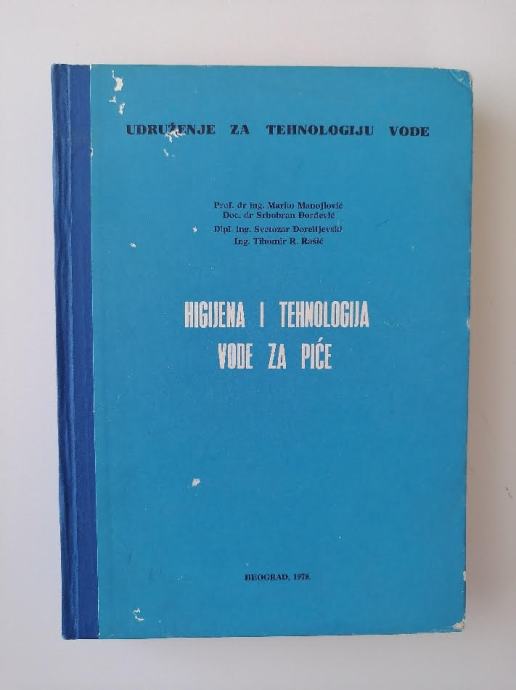 UDRUŽENJE ZA TEHNOLOGIJU VODE
Prof. dr ing. Marko Manojlović
Doc. dr Srbobran Đorđević
Dipl. ing. Svetozar Dorelijevski
Ing. Tihomir R. Rašić
HIGIJENA I TEHNOLOGIJA
VODE ZA PIĆE
BEOGRAD, 1978.